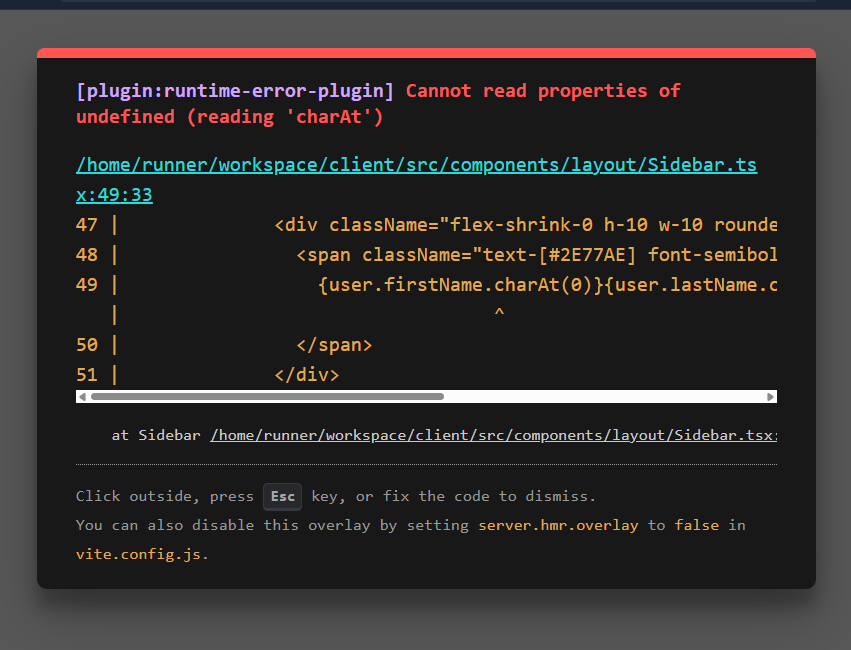 [plugin:runtime-error-plugin] Cannot read properties of
undefined (reading 'charAt')
/home/runner/workspace/client/src/components/layout/Sidebar.ts
x:49:33
47 | <div className="flex-shrink-0 h-10 w-10 rounde
48 | <span className="text-[#2E77AE] font-semibol
49 | {user.firstName.charAt(0)}{user.lastName.c
| ^
50 | </span>
51 | </div>
at Sidebar /home/runner/workspace/client/src/components/layout/Sidebar.tsx:
Click outside, press Esc key, or fix the code to dismiss.
You can also disable this overlay by setting server.hmr.overlay to false in
vite.config.js.